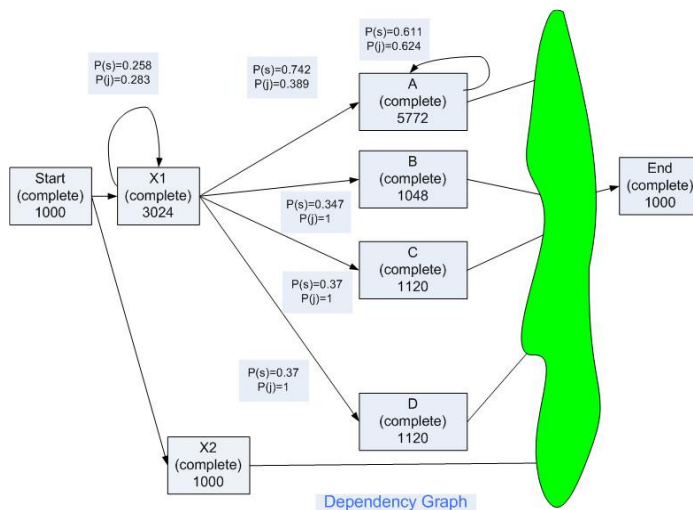 P(s)=0.258
P(j)=0.283
P(s)=0.742
P(j)=0.389
P(s)=0.611
P(j)=0.624
A
(complete)
5772
Start
(complete)
1000
X1
(complete)
3024
B
(complete)
1048
End
(complete)
1000
P(s)=0.347
P(j)=1
C
(complete)
1120
P(s)=0.37
P(j)=1
P(s)=0.37
P(j)=1
D
(complete)
1120
X2
(complete)
1000
Dependency Graph